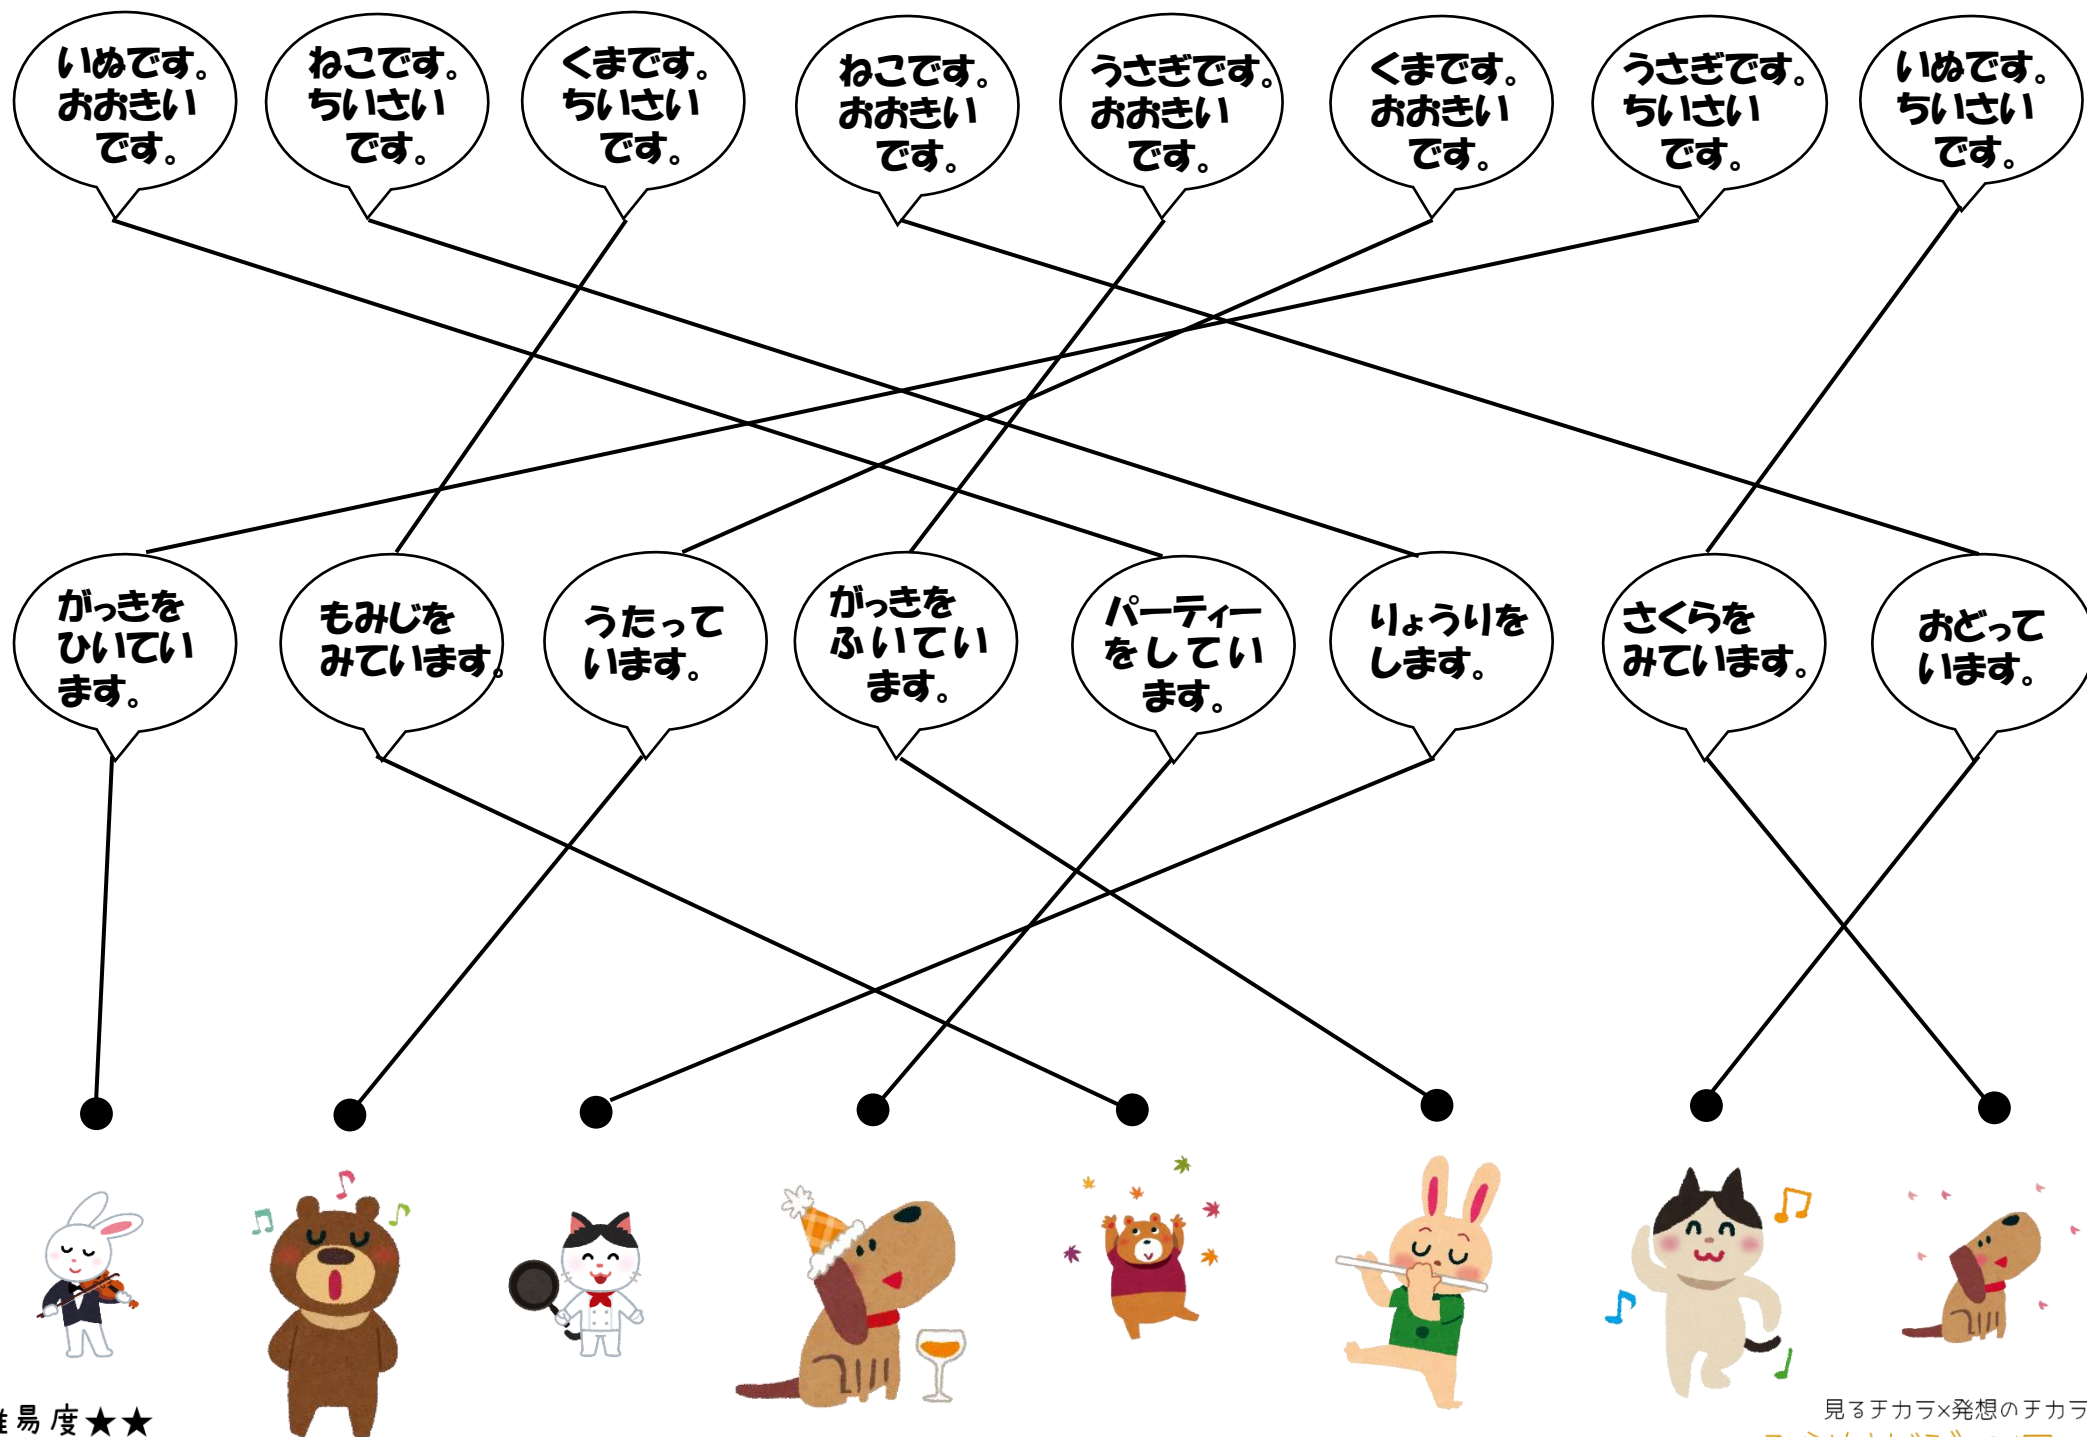 いぬです。
おおきい
です。
ねこです。
ちいさい
です。
くまです。
ちいさい
です。
ねこです。
おおきい
です。
うさぎです。
おおきい
です。
くまです。
おおきい
です。
うさぎです。
ちいさい
です。
いぬです。
ちいさい
です。
がっきを
ひいてい
ます。
もみじを
みています。
うたって
います。
がっきを
ふいてい
ます。
パーティー
をしてい
ます。
りょうりを
します。
さくらを
みています。
おどって
います。
難易度★★
見るチカラ×発想のチカラ